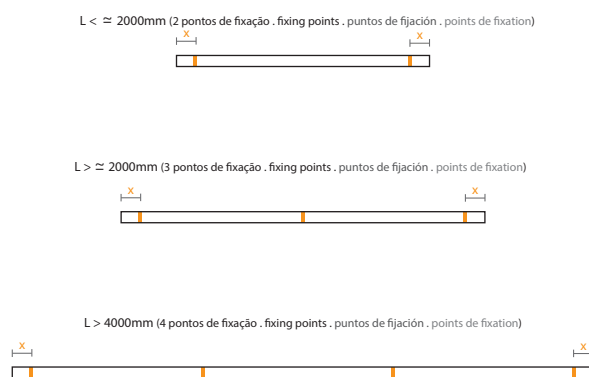 L < ≃ 2000mm (2 pontos de fixação . fixing points . puntos de fijación . points de fixation)
x x
L > ≃ 2000mm (3 pontos de fixação . fixing points . puntos de fijación . points de fixation)
x x
L > 4000mm (4 pontos de fixação . fixing points . puntos de fijación . points de fixation)
x x